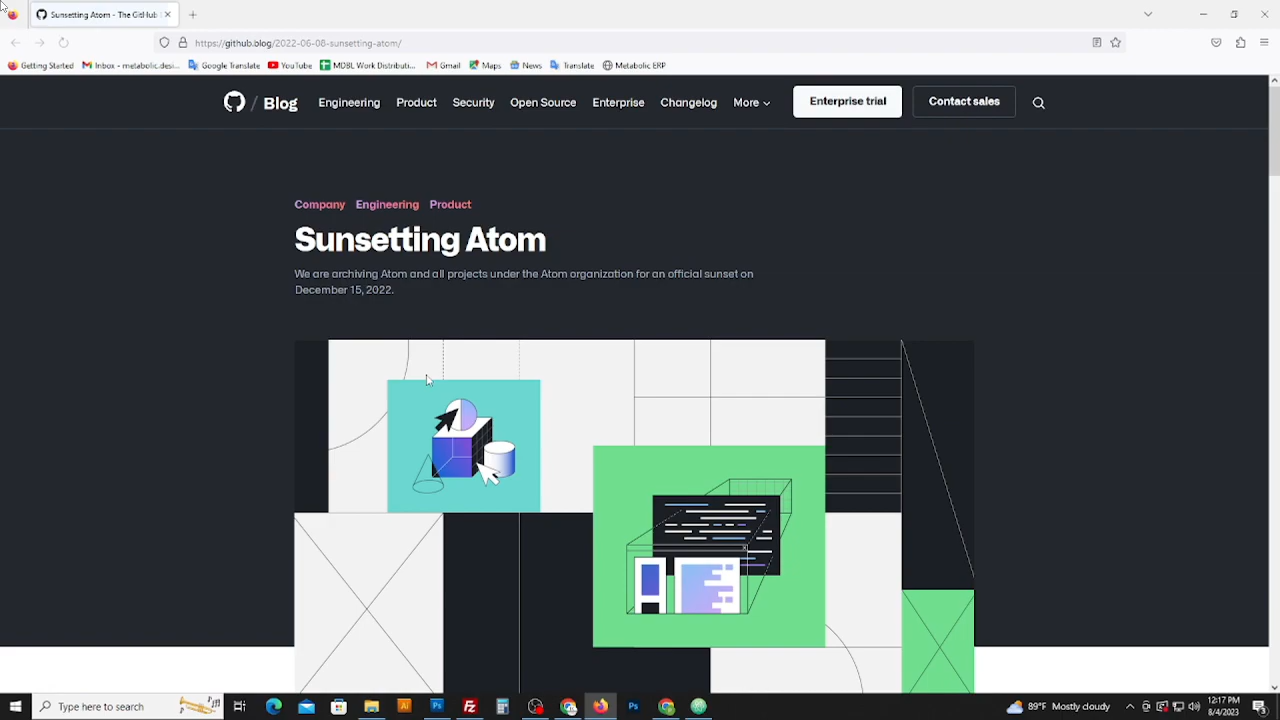 Sunsetting Atom - The GitHub
https://github.blog/2022-06-08-sunsetting-atom/
Getting Started
Inbox - metabolic.desi...
Google Translate
YouTube
MDBL Work Distributi...
Gmail
Maps
News
Translate
Metabolic ERP
/ Blog
Engineering
Product
Security
Open Source
Enterprise
Changelog
More
Enterprise trial
Contact sales
Company Engineering Product
Sunsetting Atom
We are archiving Atom and all projects under the Atom organization for an official sunset on
December 15, 2022.
Type here to search
89°F Mostly cloudy
12:17 PM
8/4/2023